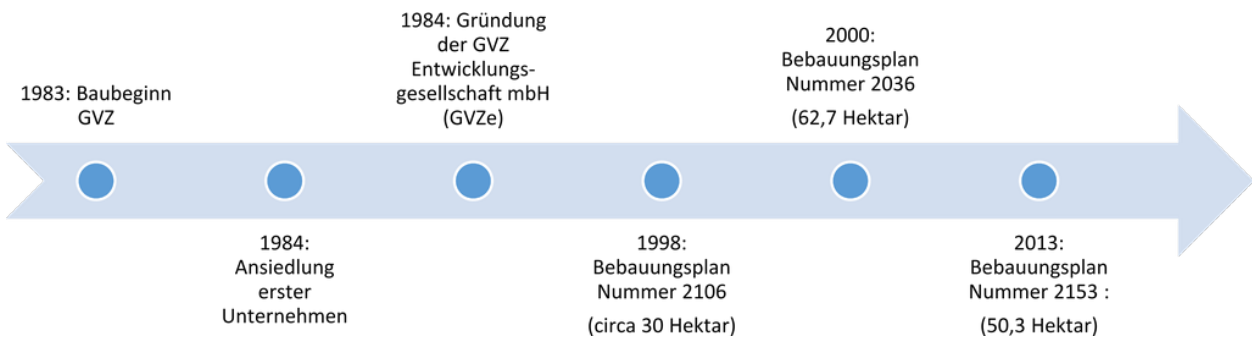 1983: Baubeginn
GVZ
1984:
Ansiedlung
erster
Unternehmen
1984: Gründung
der GVZ
Entwicklungs-
gesellschaft mbH
(GVZe)
1998:
Bebauungsplan
Nummer 2106
(circa 30 Hektar)
2000:
Bebauungsplan
Nummer 2036
(62,7 Hektar)
2013:
Bebauungsplan
Nummer 2153 :
(50,3 Hektar)